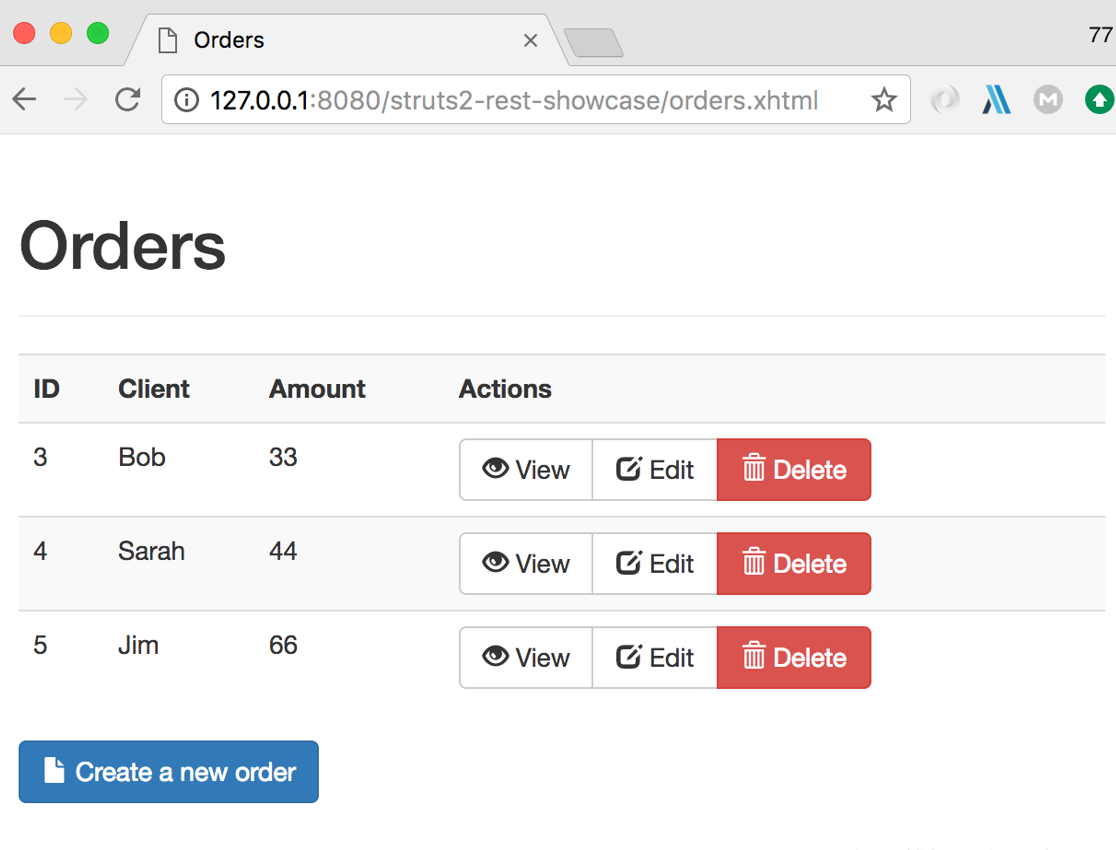 Orders
77
127.0.0.1:8080/struts2-rest-showcase/orders.xhtml
M
Orders
ID Client Amount Actions
3 Bob 33 View Edit Delete
4 Sarah 44 View Edit Delete
5 Jim 66 View Edit Delete
Create a new order